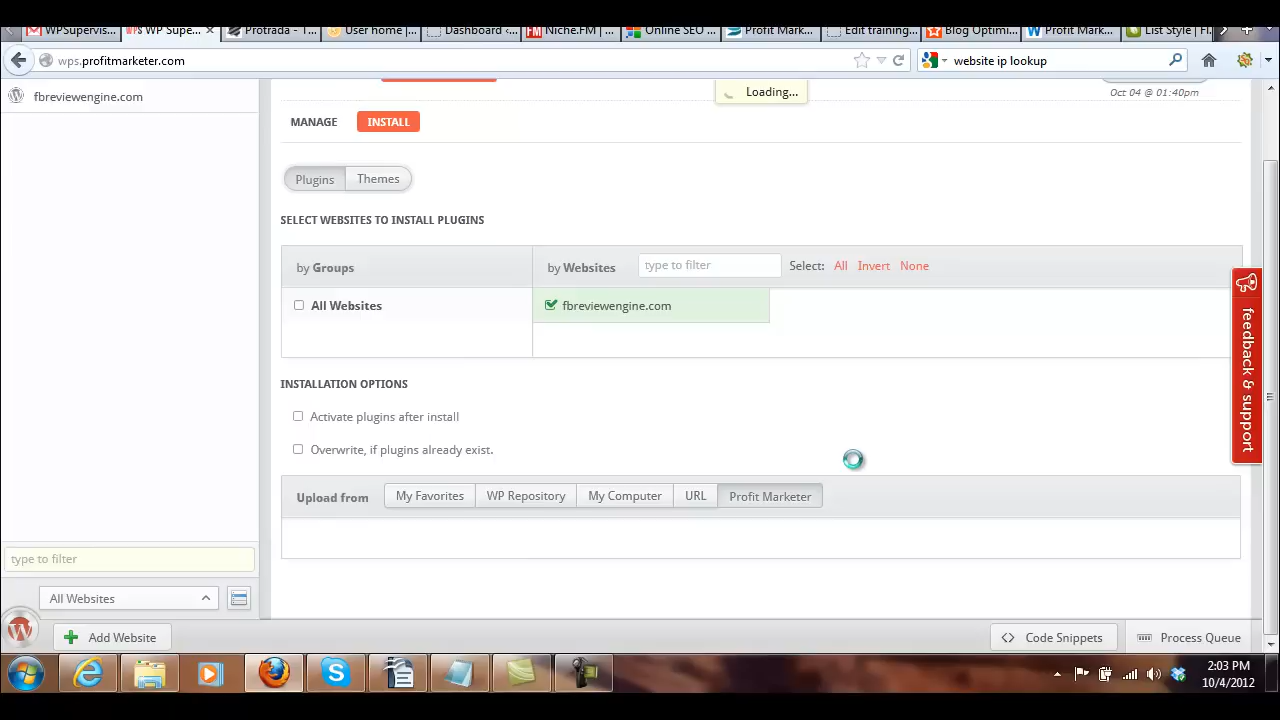 WPSupervis...
WPS WP Supe...
Protrada - T...
User home |...
Dashboard ‹...
FM Niche.FM | ...
Online SEO ...
Profit Mark...
Edit training...
Blog Optimi...
W Profit Mark...
List Style | Fl...
wps.profitmarketer.com
website ip lookup
fbreviewengine.com
Loading...
Oct 04 @ 01:40pm
MANAGE INSTALL
Plugins Themes
SELECT WEBSITES TO INSTALL PLUGINS
by Groups by Websites type to filter Select: All Invert None
All Websites fbreviewengine.com
INSTALLATION OPTIONS
Activate plugins after install
Overwrite, if plugins already exist.
Upload from My Favorites WP Repository My Computer URL Profit Marketer
feedback & support
type to filter
All Websites
Add Website Code Snippets Process Queue
2:03 PM
10/4/2012